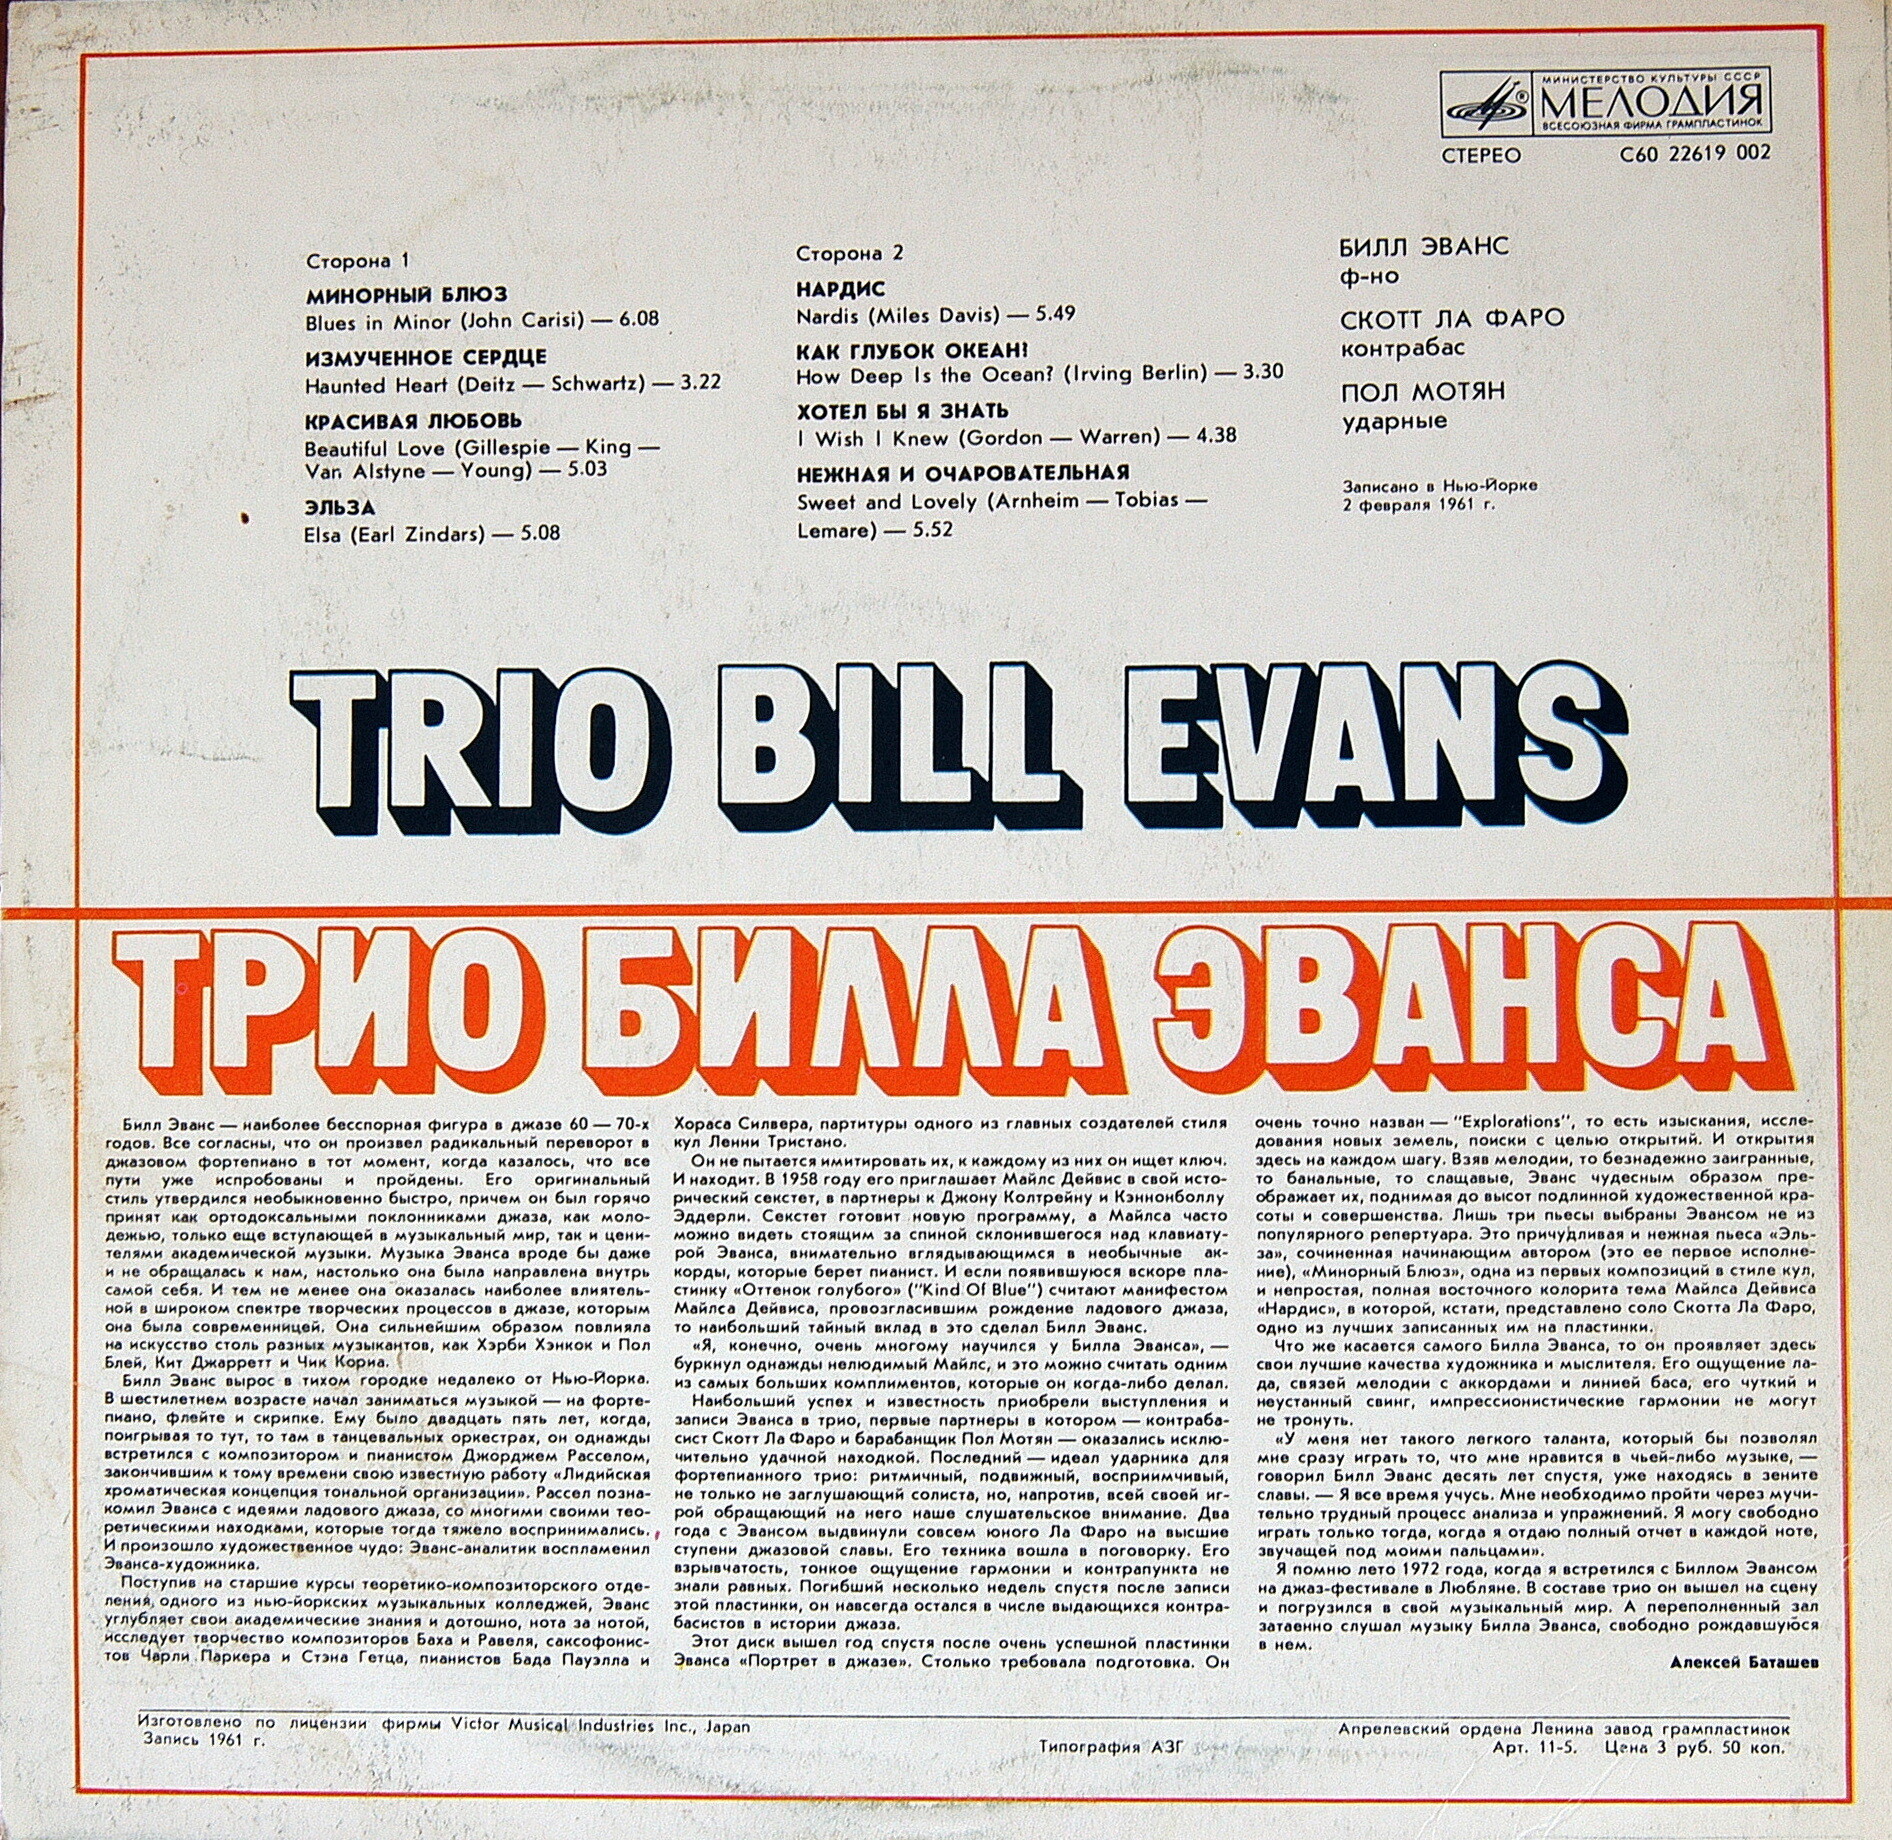 МИНИСТЕРСТВО КУЛЬТУРЫ СССР
МЕЛОДИЯ
ВСЕСОЮЗНАЯ ФИРМА ГРАМПЛАСТИНОК
СТЕРЕО С60 22619 002
Сторона 1
МИНОРНЫЙ БЛЮЗ
Blues in Minor (John Carisi) — 6.08
ИЗМУЧЕННОЕ СЕРДЦЕ
Haunted Heart (Deitz — Schwartz) — 3.22
КРАСИВАЯ ЛЮБОВЬ
Beautiful Love (Gillespie — King —
Van Alstyne — Young) — 5.03
ЭЛЬЗА
Elsa (Earl Zindars) — 5.08
Сторона 2
НАРДИС
Nardis (Miles Davis) — 5.49
КАК ГЛУБОК ОКЕАН?
How Deep Is the Ocean? (Irving Berlin) — 3.30
ХОТЕЛ БЫ Я ЗНАТЬ
I Wish I Knew (Gordon — Warren) — 4.38
НЕЖНАЯ И ОЧАРОВАТЕЛЬНАЯ
Sweet and Lovely (Arnheim — Tobias —
Lemare) — 5.52
БИЛЛ ЭВАНС
ф-но
СКОТТ ЛА ФАРО
контрабас
ПОЛ МОТЯН
ударные
Записано в Нью-Йорке
2 февраля 1961 г.
TRIO BILL EVANS
ТРИО БИЛЛА ЭВАНСА
Билл Эванс — наиболее бесспорная фигура в джазе 60 — 70-х
годов. Все согласны, что он произвел радикальный переворот в
джазовом фортепиано в тот момент, когда казалось, что все
пути уже испробованы и пройдены. Его оригинальный
стиль утвердился необыкновенно быстро, причем он был горячо
принят как ортодоксальными поклонниками джаза, как моло-
дежью, только еще вступающей в музыкальный мир, так и цени-
телями академической музыки. Музыка Эванса вроде бы даже
и не обращалась к нам, настолько она была направлена внутрь
самой себя. И тем не менее она оказалась наиболее влиятель-
ной в широком спектре творческих процессов в джазе, которым
она была современницей. Она сильнейшим образом повлияла
на искусство столь разных музыкантов, как Хэрби Хэнкок и Пол
Блей, Кит Джарретт и Чик Кориа.
Билл Эванс вырос в тихом городке недалеко от Нью-Йорка.
В шестилетнем возрасте начал заниматься музыкой — на форте-
пиано, флейте и скрипке. Ему было двадцать пять лет, когда,
поигрывая то тут, то там в танцевальных оркестрах, он однажды
встретился с композитором и пианистом Джорджем Расселом,
закончившим к тому времени свою известную работу «Лидийская
хроматическая концепция тональной организации». Рассел позна-
комил Эванса с идеями ладового джаза, со многими своими тео-
ретическими находками, которые тогда тяжело воспринимались.
И произошло художественное чудо: Эванс-аналитик воспламенил
Эванса-художника.
Поступив на старшие курсы теоретико-композиторского отде-
ления, одного из нью-йоркских музыкальных колледжей, Эванс
углубляет свои академические знания и дотошно, нота за нотой,
исследует творчество композиторов Баха и Равеля, саксофонис-
тов Чарли Паркера и Стэна Гетца, пианистов Бада Пауэлла и
Хораса Силвера, партитуры одного из главных создателей стиля
кул Ленни Тристано.
Он не пытается имитировать их, к каждому из них он ищет ключ.
И находит. В 1958 году его приглашает Майлс Дейвис в свой исто-
рический секстет, в партнеры к Джону Колтрейну и Кэннонболлу
Эддерли. Секстет готовит новую программу, а Майлса часто
можно видеть стоящим за спиной склонившегося над клавиату-
рой Эванса, внимательно вглядывающимся в необычные ак-
корды, которые берет пианист. И если появившуюся вскоре пла-
стинку «Оттенок голубого» ("Kind Of Blue") считают манифестом
Майлса Дейвиса, провозгласившим рождение ладового джаза,
то наибольший тайный вклад в это сделал Билл Эванс.
«Я, конечно, очень многому научился у Билла Эванса», —
буркнул однажды нелюдимый Майлс, и это можно считать одним
из самых больших комплиментов, которые он когда-либо делал.
Наибольший успех и известность приобрели выступления и
записи Эванса в трио, первые партнеры в котором — контраба-
сист Скотт Ла Фаро и барабанщик Пол Мотян — оказались исклю-
чительно удачной находкой. Последний — идеал ударника для
фортепианного трио: ритмичный, подвижный, восприимчивый,
не только не заглушающий солиста, но, напротив, всей своей иг-
рой обращающий на него наше слушательское внимание. Два
года с Эвансом выдвинули совсем юного Ла Фаро на высшие
ступени джазовой славы. Его техника вошла в поговорку. Его
взрывчатость, тонкое ощущение гармонки и контрапункта не
знали равных. Погибший несколько недель спустя после записи
этой пластинки, он навсегда остался в числе выдающихся контра-
басистов в истории джаза.
Этот диск вышел год спустя после очень успешной пластинки
Эванса «Портрет в джазе». Столько требовала подготовка. Он
очень точно назван — "Explorations", то есть изыскания, иссле-
дования новых земель, поиски с целью открытий. И открытия
здесь на каждом шагу. Взяв мелодии, то безнадежно заигранные,
то банальные, то слащавые, Эванс чудесным образом пре-
ображает их, поднимая до высот подлинной художественной кра-
соты и совершенства. Лишь три пьесы выбраны Эвансом не из
популярного репертуара. Это причудливая и нежная пьеса «Эль-
за», сочиненная начинающим автором (это ее первое исполне-
ние), «Минорный Блюз», одна из первых композиций в стиле кул,
и непростая, полная восточного колорита тема Майлса Дейвиса
«Нардис», в которой, кстати, представлено соло Скотта Ла Фаро,
одно из лучших записанных им на пластинки.
Что же касается самого Билла Эванса, то он проявляет здесь
свои лучшие качества художника и мыслителя. Его ощущение ла-
да, связей мелодии с аккордами и линией баса, его чуткий и
неустанный свинг, импрессионистические гармонии не могут
не тронуть.
«У меня нет такого легкого таланта, который бы позволял
мне сразу играть то, что мне нравится в чьей-либо музыке, —
говорил Билл Эванс десять лет спустя, уже находясь в зените
славы. — Я все время учусь. Мне необходимо пройти через мучи-
тельно трудный процесс анализа и упражнений. Я могу свободно
играть только тогда, когда я отдаю полный отчет в каждой ноте,
звучащей под моими пальцами».
Я помню лето 1972 года, когда я встретился с Биллом Эвансом
на джаз-фестивале в Любляне. В составе трио он вышел на сцену
и погрузился в свой музыкальный мир. А переполненный зал
затаенно слушал музыку Билла Эванса, свободно рождавшуюся
в нем.
Алексей Баташев
Изготовлено по лицензии фирмы Victor Musical Industries Inc., Japan
Запись 1961 г.
Типография АЗГ
Апрелевский ордена Ленина завод грампластинок
Арт. 11-5. Цена 3 руб. 50 коп.